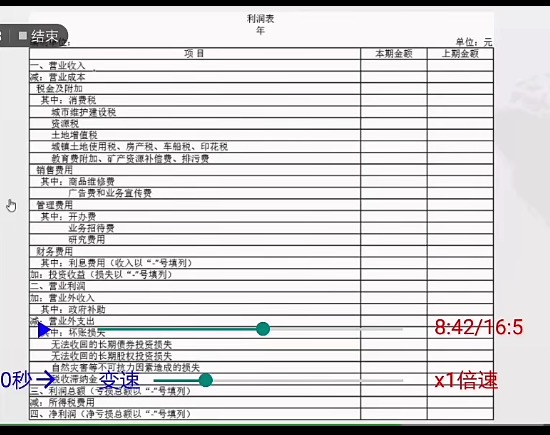 利润表
年
结束
单位：元
项 目 本期金额 上期金额
一、营业收入
减：营业成本
税金及附加
其中：消费税
城市维护建设税
资源税
土地增值税
城镇土地使用税、房产税、车船税、印花税
教育费附加、矿产资源补偿费、排污费
销售费用
其中：商品维修费
广告费和业务宣传费
管理费用
其中：开办费
业务招待费
研究费用
财务费用
其中：利息费用（收入以“-”号填列）
加：投资收益（损失以“-”号填列）
二、营业利润
加：营业外收入
其中：政府补助
减：营业外支出
其中：坏账损失
8:42/16:5
无法收回的长期债券投资损失
无法收回的长期股权投资损失
自然灾害等不可抗力因素造成的损失
税收滞纳金
0秒 变速 x1倍速
三、利润总额（亏损总额以“-”号填列）
减：所得税费用
四、净利润（净亏损总额以“-”号填列）